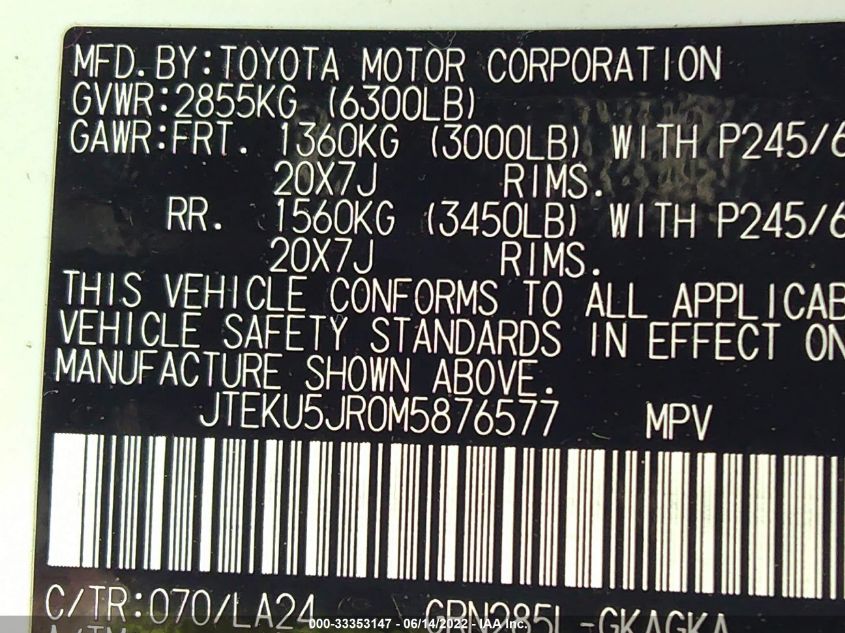 MFD.BY:TOYOTA MOTOR CORPORATION
GVWR:2855KG (6300LB)
GAWR:FRT. 1360KG (3000LB) WITH P245/6
20X7J RIMS.
RR. 1560KG (3450LB) WITH P245/6
20X7J RIMS.
THIS VEHICLE CONFORMS TO ALL APPLICAB
VEHICLE SAFETY STANDARDS IN EFFECT ON
MANUFACTURE SHOWN ABOVE.
JTEKU5JR0M5876577 MPV
C/TR:070/LA24 GRN285L-GKAGKA
000-33353147 - 06/14/2022 - IAA Inc.